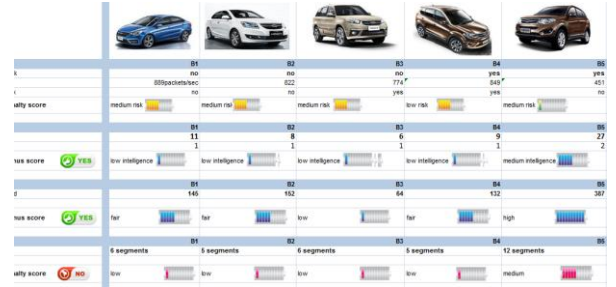 B1 B2 B3 B4 B5
no no no yes yes
889packets/sec 822 774 849 451
no no yes yes no
alty score medium risk medium risk medium risk low risk medium risk
B1 B2 B3 B4 B5
11 8 6 9 27
1 1 1 1 2
nus score YES low intelligence low intelligence low intelligence low intelligence medium intelligence
B1 B2 B3 B4 B5
145 152 64 132 387
nus score YES fair fair low fair high
B1 B2 B3 B4 B5
6 segments 5 segments 6 segments 5 segments 12 segments
alty score NO low low low low medium